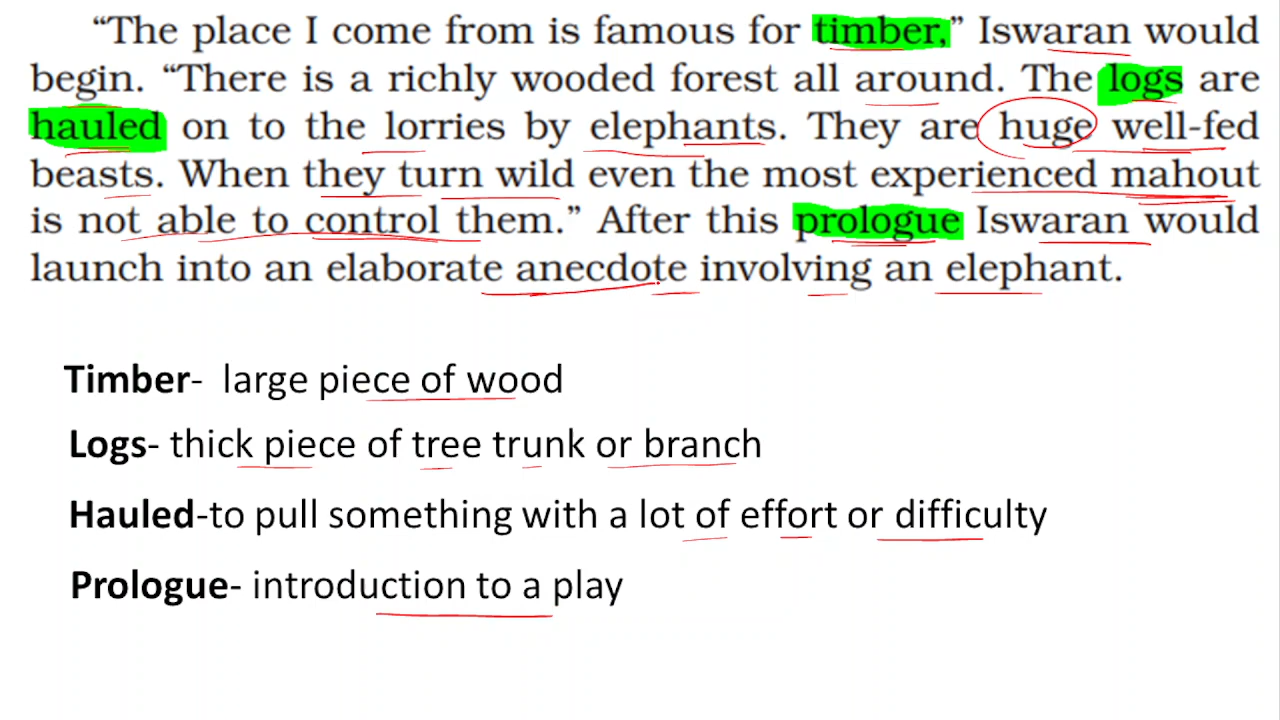 “The place I come from is famous for timber,” Iswaran would
begin. “There is a richly wooded forest all around. The logs are
hauled on to the lorries by elephants. They are huge well-fed
beasts. When they turn wild even the most experienced mahout
is not able to control them.” After this prologue Iswaran would
launch into an elaborate anecdote involving an elephant.
Timber- large piece of wood
Logs- thick piece of tree trunk or branch
Hauled-to pull something with a lot of effort or difficulty
Prologue- introduction to a play